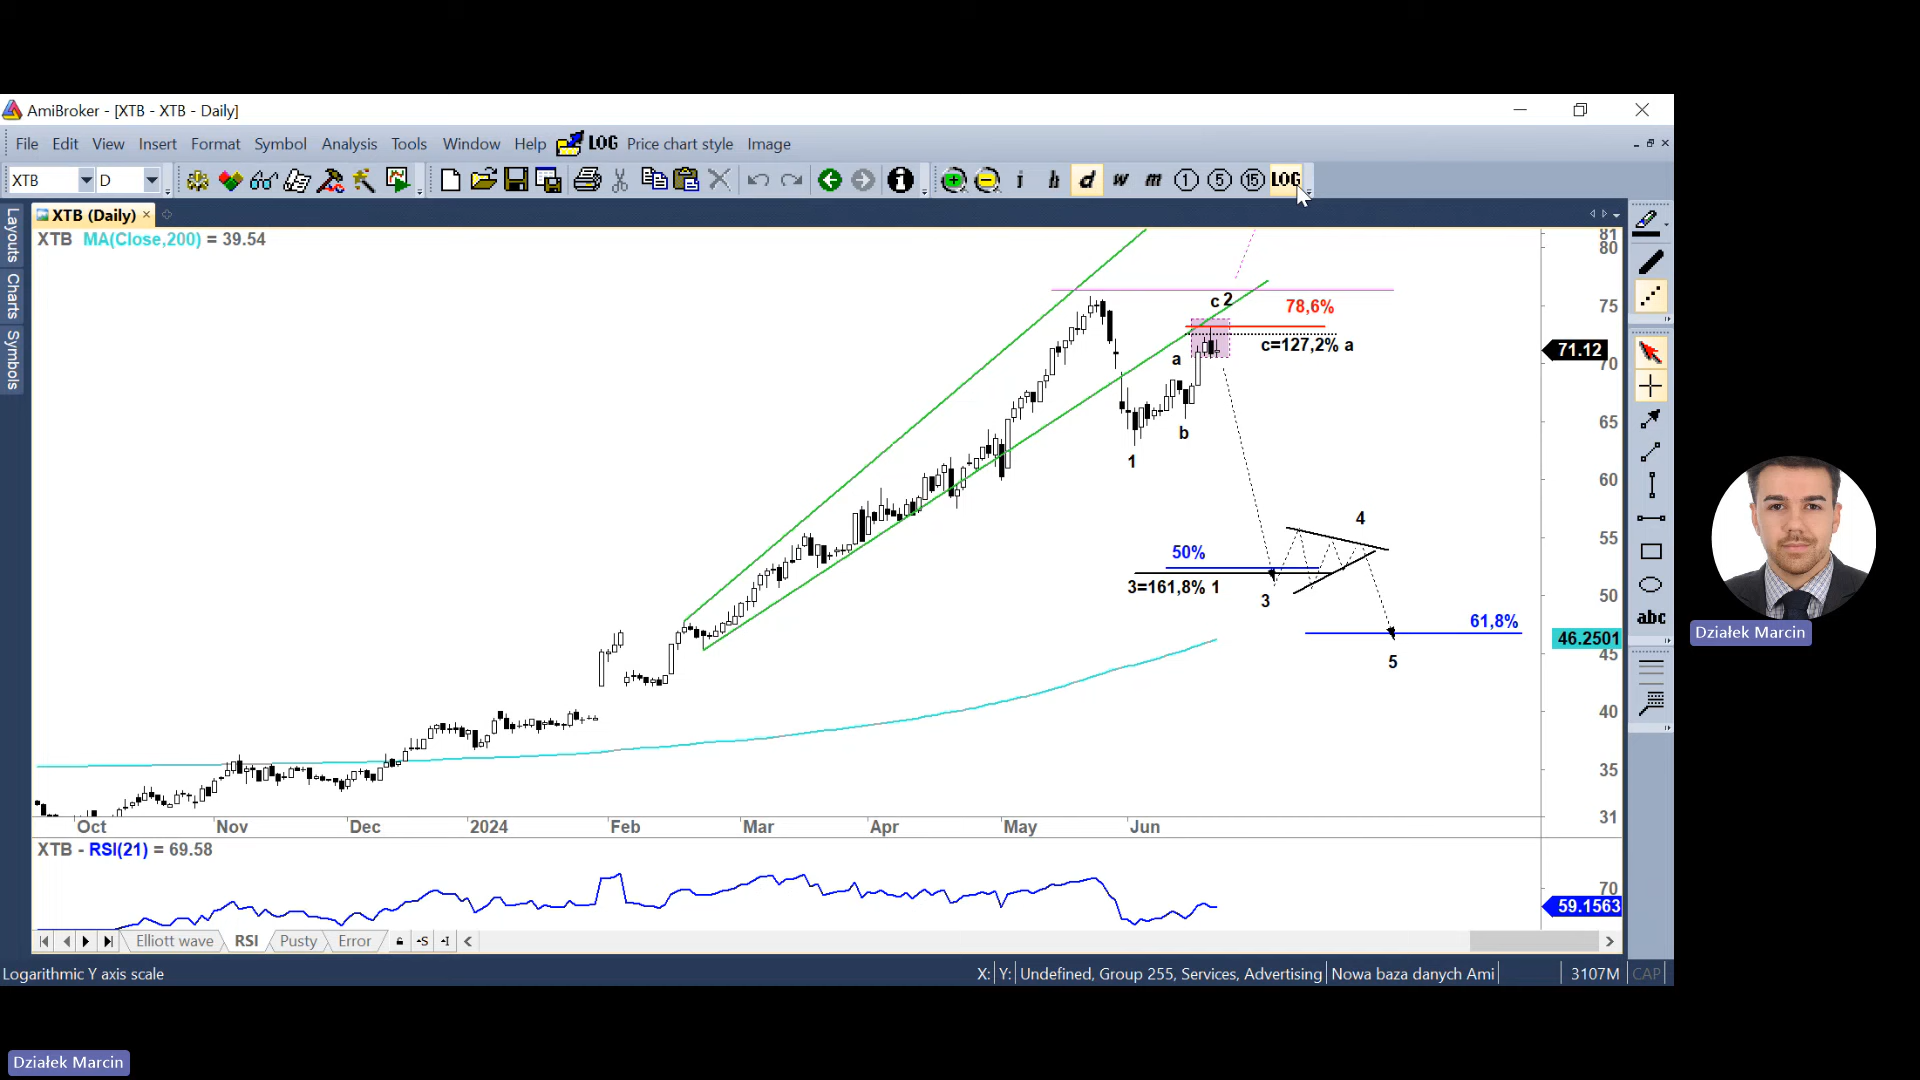 AmiBroker - [XTB - XTB - Daily]
File Edit View Insert Format Symbol Analysis Tools Window Help LOG Price chart style Image
XTB D i h d w m 1 5 15 LOG
Layouts
Charts
Symbols
XTB (Daily)
XTB MA(Close,200) = 39.54
81
80
75
71.12
70
65
60
55
50
46.2501
45
40
35
31
c 2
78,6%
c=127,2% a
a
b
1
4
50%
3=161,8% 1
3
61,8%
5
Oct Nov Dec 2024 Feb Mar Apr May Jun
XTB - RSI(21) = 69.58
70
59.1563
abc
Elliott wave RSI Pusty Error
Logarithmic Y axis scale X: Y: Undefined, Group 255, Services, Advertising Nowa baza danych Ami 3107M CAP
Działek Marcin
Działek Marcin